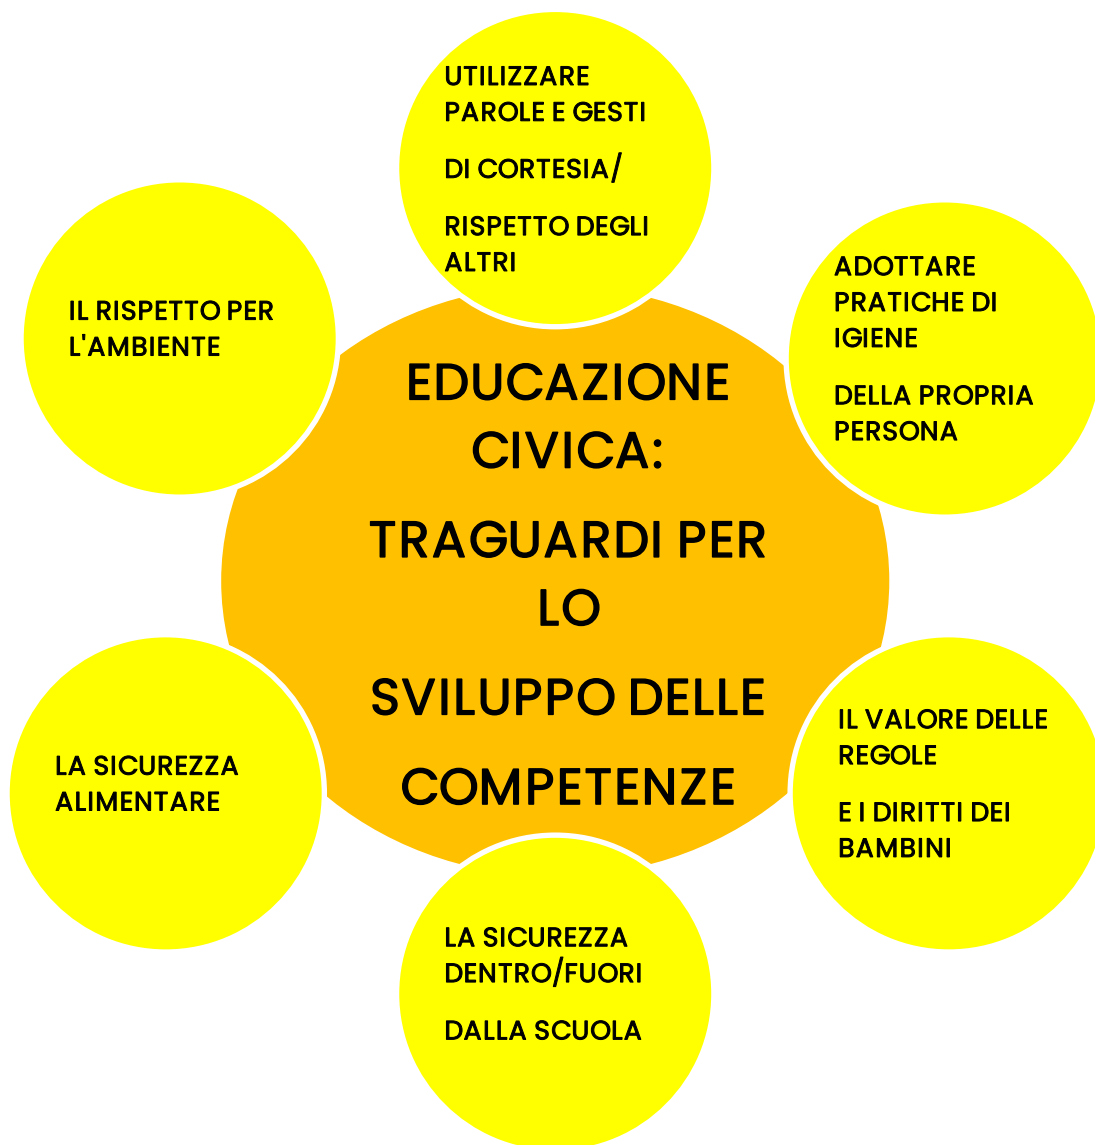 UTILIZZARE
PAROLE E GESTI
DI CORTESIA/
RISPETTO DEGLI
ALTRI
ADOTTARE
PRATICHE DI
IGIENE
DELLA PROPRIA
PERSONA
IL RISPETTO PER
L'AMBIENTE
EDUCAZIONE
CIVICA:
TRAGUARDI PER
LO
SVILUPPO DELLE
COMPETENZE
IL VALORE DELLE
REGOLE
E I DIRITTI DEI
BAMBINI
LA SICUREZZA
ALIMENTARE
LA SICUREZZA
DENTRO/FUORI
DALLA SCUOLA